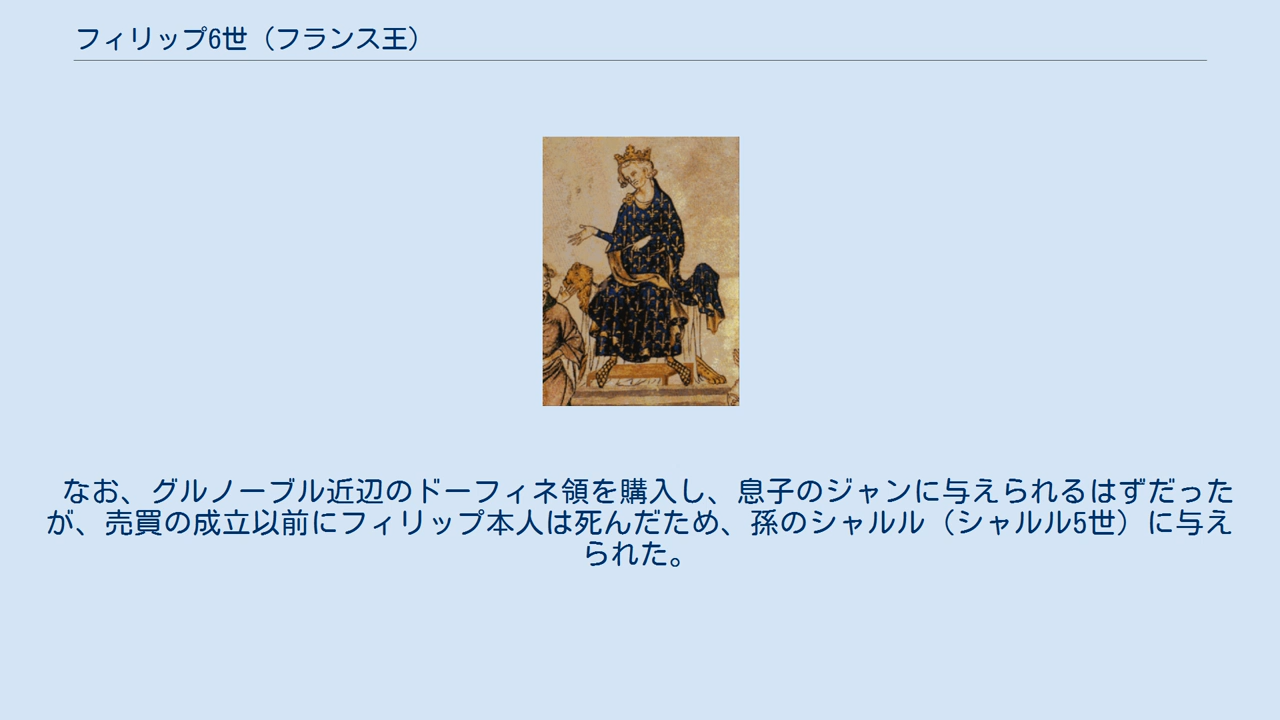 フィリップ6世（フランス王）
なお、グルノーブル近辺のドーフィネ領を購入し、息子のジャンに与えられるはずだった
が、売買の成立以前にフィリップ本人は死んだため、孫のシャルル（シャルル5世）に与え
られた。